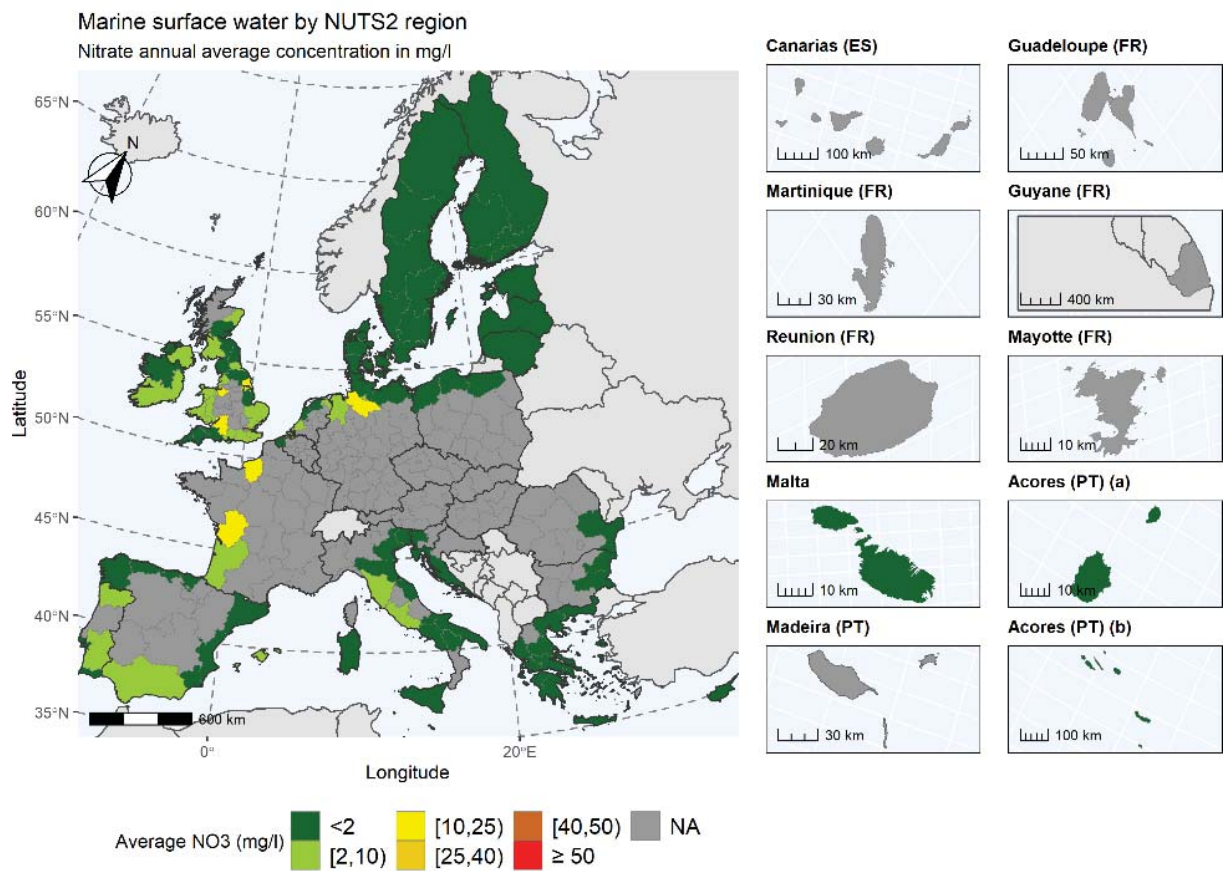 Marine surface water by NUTS2 region
Nitrate annual average concentration in mg/l
65°N
60°N
55°N
50°N
45°N
40°N
35°N
Latitude
N
600 km
0°
20°E
Longitude
Canarias (ES)
100 km
Guadeloupe (FR)
50 km
Martinique (FR)
30 km
Guyane (FR)
400 km
Reunion (FR)
20 km
Mayotte (FR)
10 km
Malta
10 km
Acores (PT) (a)
10 km
Madeira (PT)
30 km
Acores (PT) (b)
100 km
Average NO3 (mg/l)
<2
[2,10)
[10,25)
[25,40)
[40,50)
≥ 50
NA